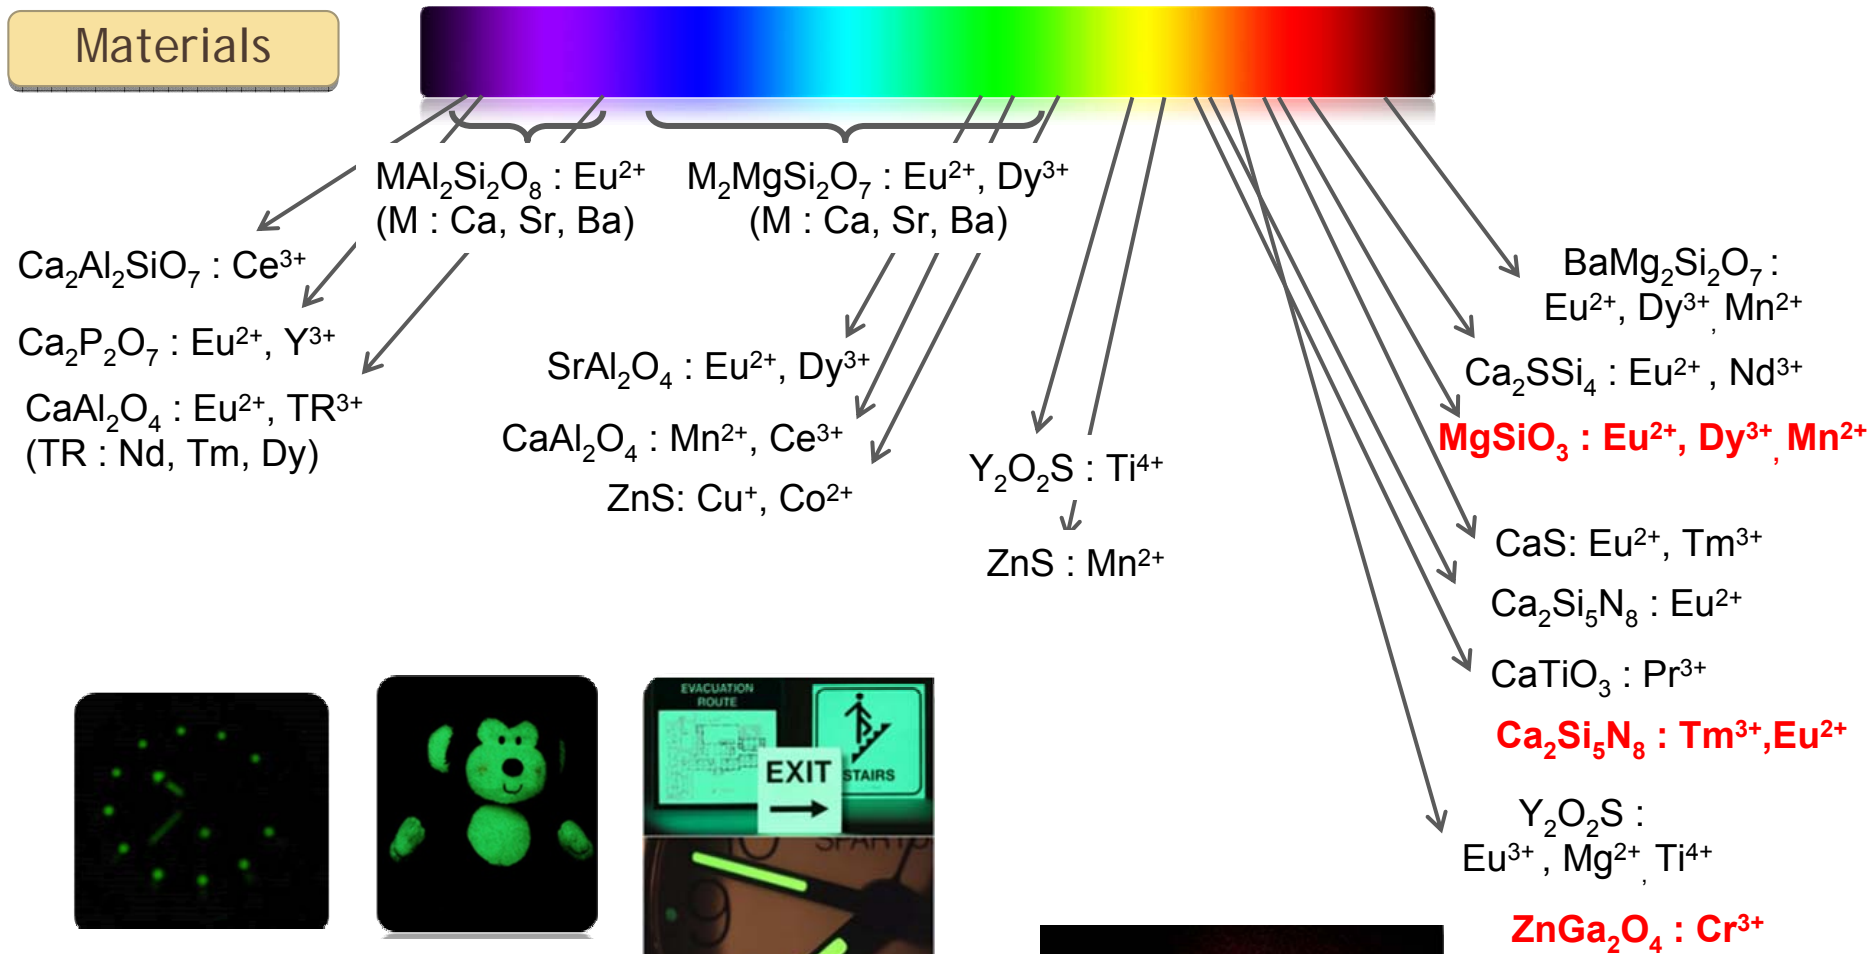 Materials
MAl₂Si₂O₈ : Eu²⁺
(M : Ca, Sr, Ba)
M₂MgSi₂O₇ : Eu²⁺, Dy³⁺
(M : Ca, Sr, Ba)
Ca₂Al₂SiO₇ : Ce³⁺
Ca₂P₂O₇ : Eu²⁺, Y³⁺
CaAl₂O₄ : Eu²⁺, TR³⁺
(TR : Nd, Tm, Dy)
SrAl₂O₄ : Eu²⁺, Dy³⁺
CaAl₂O₄ : Mn²⁺, Ce³⁺
ZnS: Cu⁺, Co²⁺
Y₂O₂S : Ti⁴⁺
ZnS : Mn²⁺
BaMg₂Si₂O₇ :
Eu²⁺, Dy³⁺, Mn²⁺
Ca₂SSi₄ : Eu²⁺ , Nd³⁺
MgSiO₃ : Eu²⁺, Dy³⁺, Mn²⁺
CaS: Eu²⁺, Tm³⁺
Ca₂Si₅N₈ : Eu²⁺
CaTiO₃ : Pr³⁺
Ca₂Si₅N₈ : Tm³⁺,Eu²⁺
Y₂O₂S :
Eu³⁺ , Mg²⁺, Ti⁴⁺
ZnGa₂O₄ : Cr³⁺
EVACUATION
ROUTE
EXIT
STAIRS
9